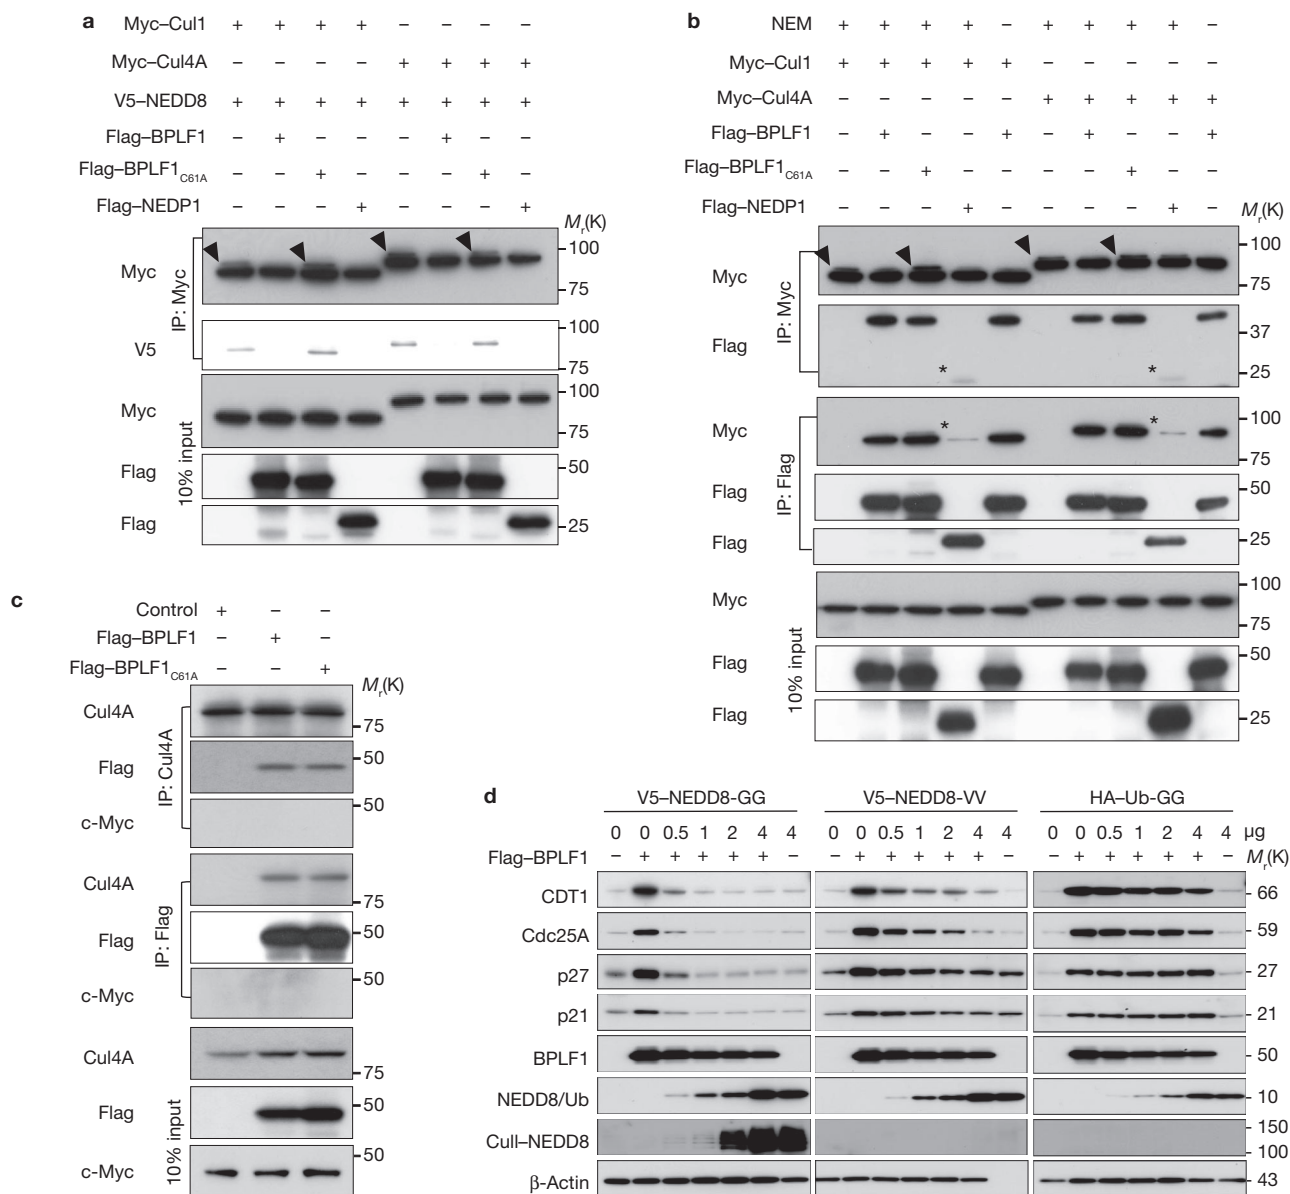 a
Myc–Cul1 + + + + – – – –
Myc–Cul4A – – – – + + + +
V5–NEDD8 + + + + + + + +
Flag–BPLF1 – + – – – + – –
Flag–BPLF1C61A – – + – – – + –
Flag–NEDP1 – – – + – – – +
Mr(K)
IP: Myc
Myc 100 75
V5 100 75
10% input
Myc 100 75
Flag 50
Flag 25
b
NEM + + + + – + + + + –
Myc–Cul1 + + + + + – – – – –
Myc–Cul4A – – – – – + + + + +
Flag–BPLF1 – + – – + – + – – +
Flag–BPLF1C61A – – + – – – – + – –
Flag–NEDP1 – – – + – – – – + –
Mr(K)
IP: Myc
Myc 100 75
Flag * * 37 25
IP: Flag
Myc * * 100 75
Flag 50
Flag 25
10% input
Myc 100 75
Flag 50
Flag 25
c
Control + – –
Flag–BPLF1 – + –
Flag–BPLF1C61A – – +
Mr(K)
IP: Cul4A
Cul4A 75
Flag 50
c-Myc 50
IP: Flag
Cul4A 75
Flag 50
c-Myc 50
10% input
Cul4A 75
Flag 50
c-Myc 50
d
V5–NEDD8-GG V5–NEDD8-VV HA–Ub-GG
0 0 0.5 1 2 4 4 0 0 0.5 1 2 4 4 0 0 0.5 1 2 4 4 µg
Flag–BPLF1 – + + + + + – – + + + + + – – + + + + + – Mr(K)
CDT1 66
Cdc25A 59
p27 27
p21 21
BPLF1 50
NEDD8/Ub 10
Cull–NEDD8 150 100
β-Actin 43